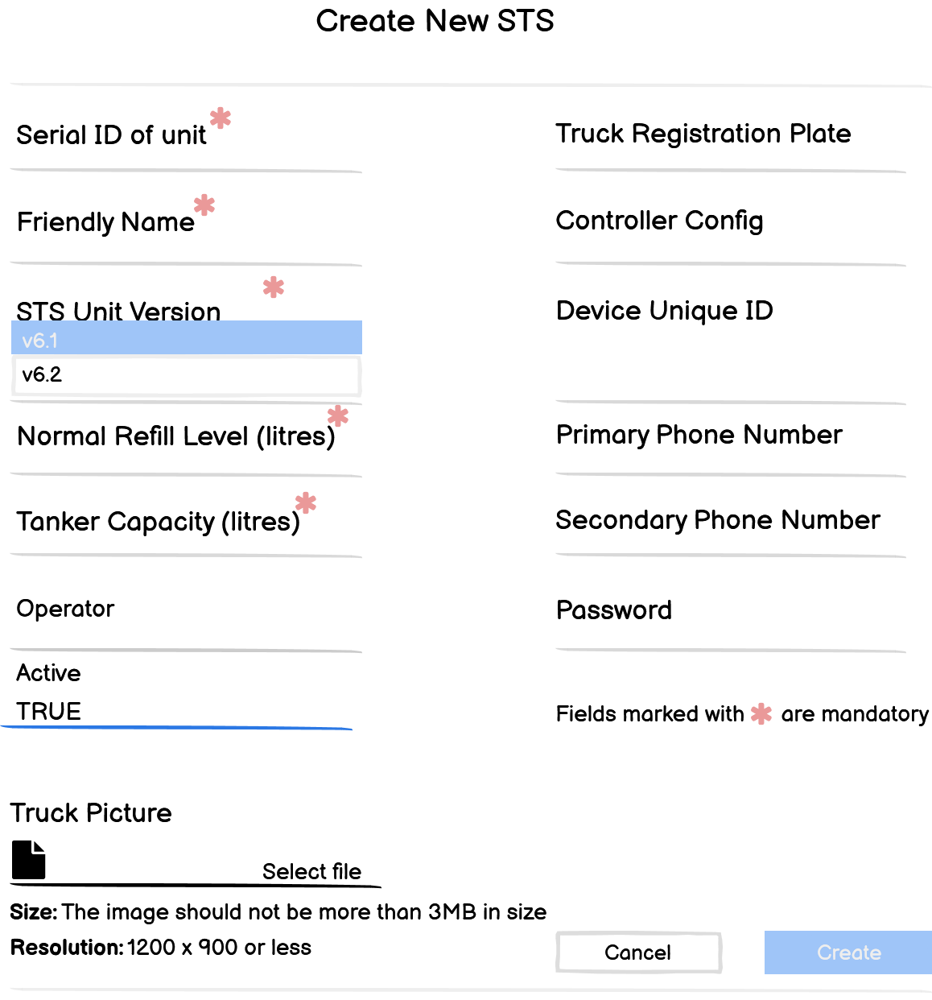 Create New STS
Serial ID of unit *
Truck Registration Plate
Friendly Name *
Controller Config
STS Unit Version *
Device Unique ID
v6.1
v6.2
Normal Refill Level (litres) *
Primary Phone Number
Tanker Capacity (litres) *
Secondary Phone Number
Operator
Password
Active
TRUE
Fields marked with * are mandatory
Truck Picture
Select file
Size: The image should not be more than 3MB in size
Resolution: 1200 x 900 or less
Cancel
Create